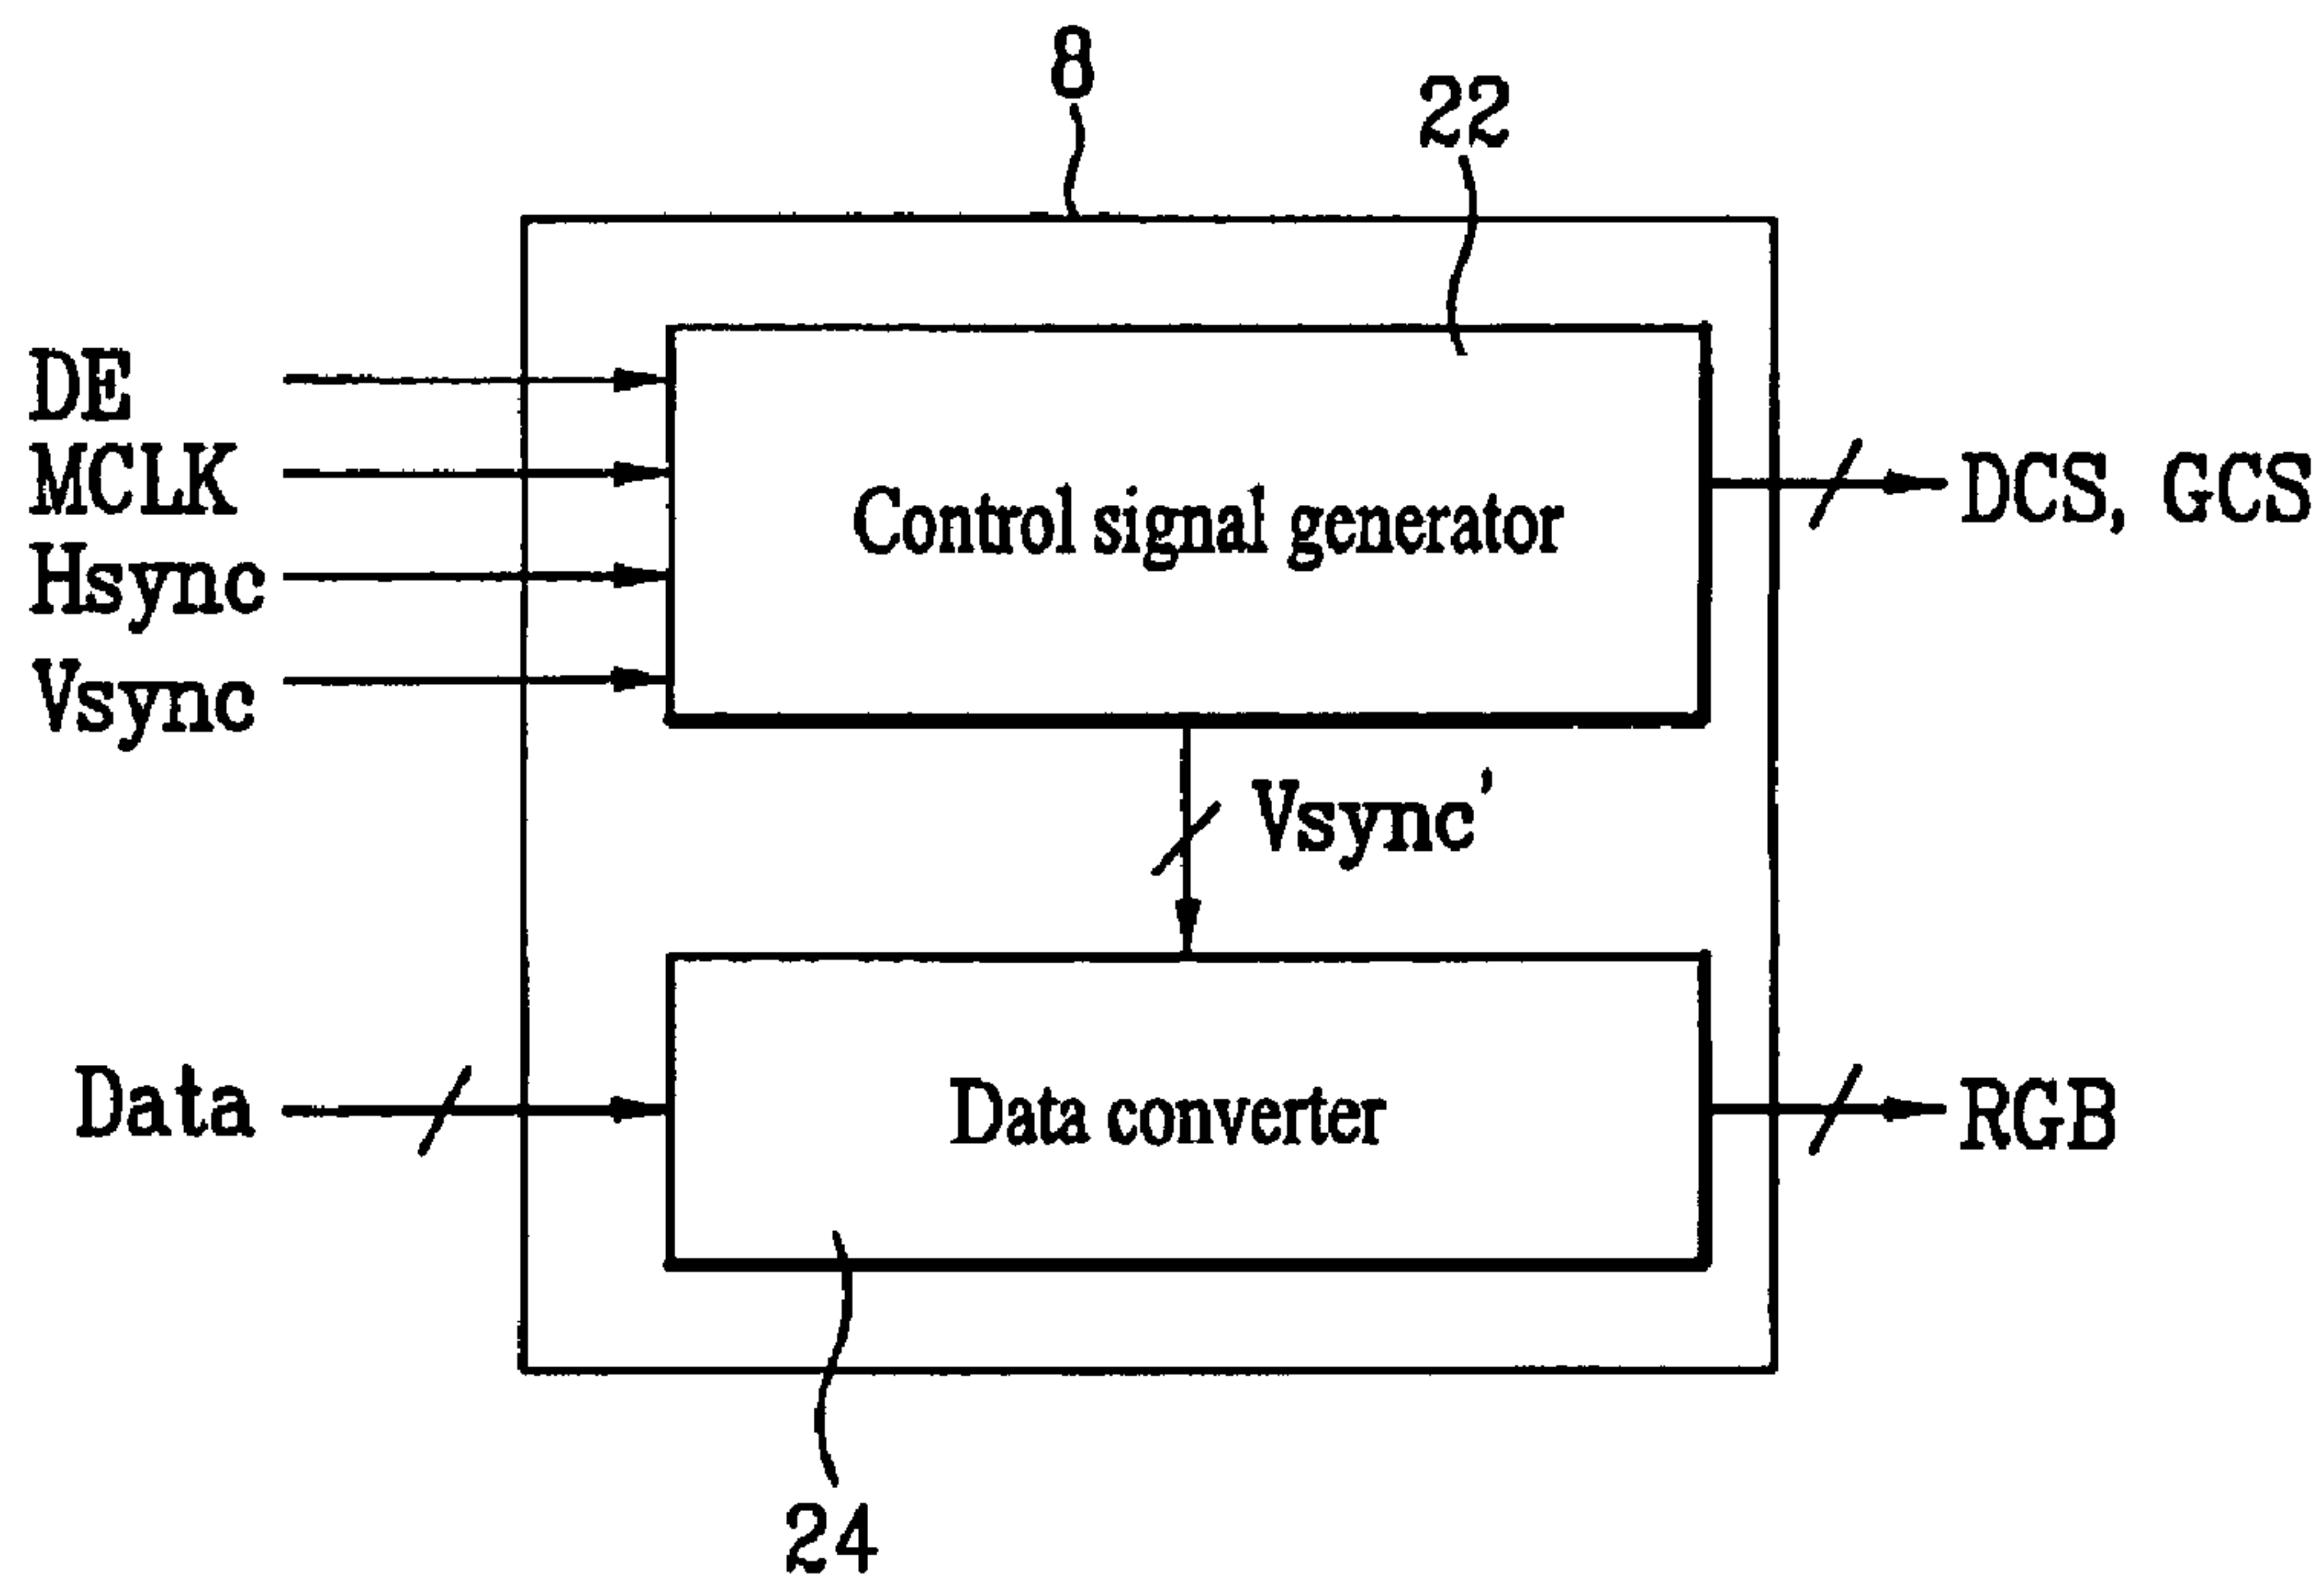 8
22
DE
MCLK
Hsync
Vsync
Control signal generator
DCS, GCS
Vsync'
Data
Data converter
RGB
24